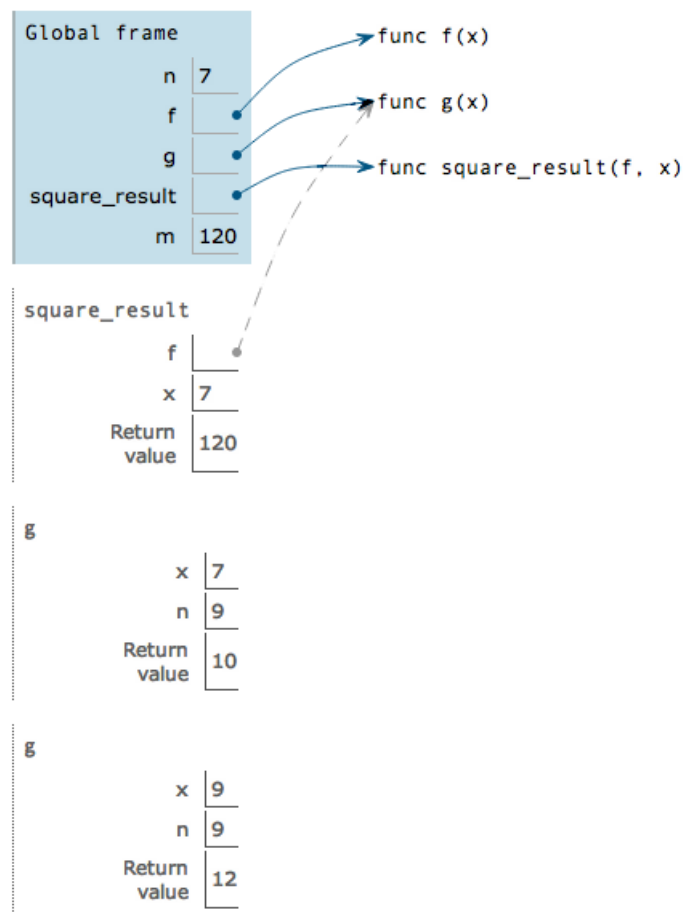 Global frame
func f(x)
n 7
f
func g(x)
g
func square_result(f, x)
square_result
m 120
square_result
f
x 7
Return
value 120
g
x 7
n 9
Return
value 10
g
x 9
n 9
Return
value 12